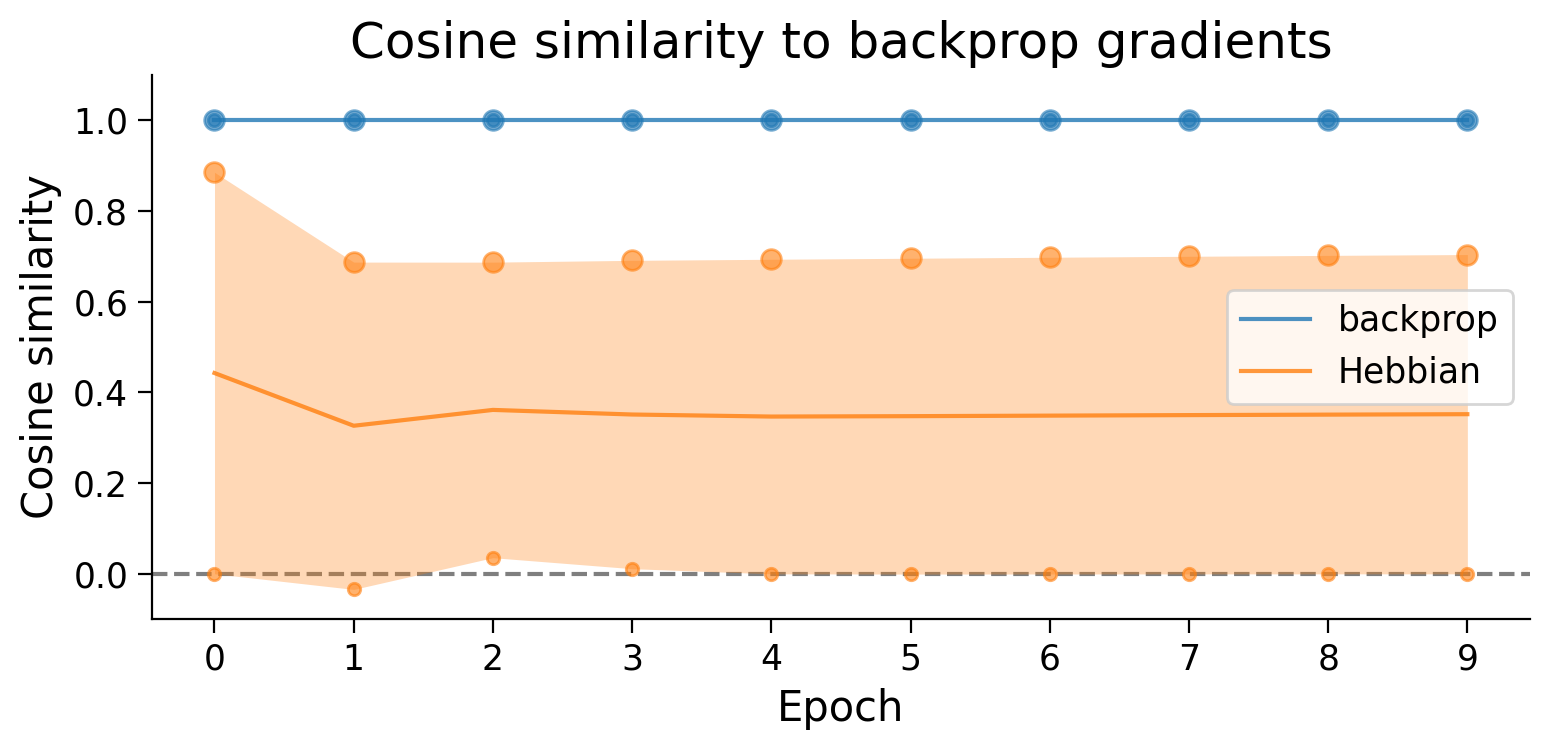 Cosine similarity to backprop gradients
Cosine similarity
1.0
0.8
0.6
0.4
0.2
0.0
backprop
Hebbian
0 1 2 3 4 5 6 7 8 9
Epoch